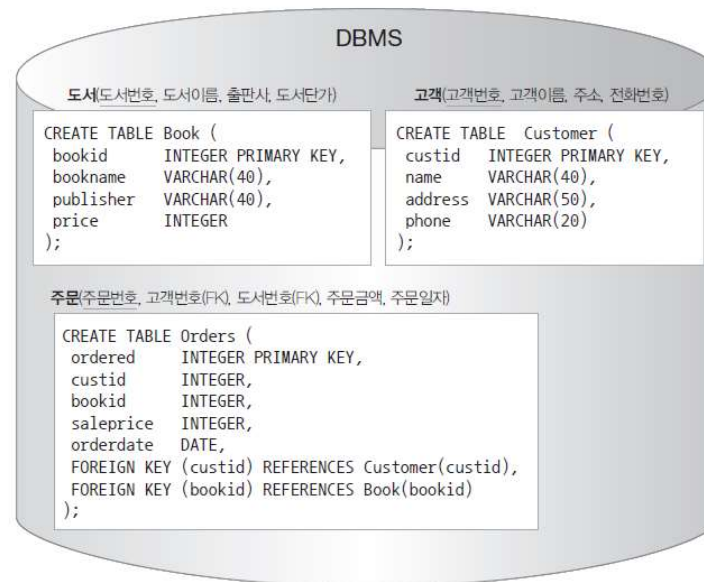 DBMS
도서(도서번호, 도서이름, 출판사, 도서단가)
CREATE TABLE Book (
bookid INTEGER PRIMARY KEY,
bookname VARCHAR(40),
publisher VARCHAR(40),
price INTEGER
);
고객(고객번호, 고객이름, 주소, 전화번호)
CREATE TABLE Customer (
custid INTEGER PRIMARY KEY,
name VARCHAR(40),
address VARCHAR(50),
phone VARCHAR(20)
);
주문(주문번호, 고객번호(FK), 도서번호(FK), 주문금액, 주문일자)
CREATE TABLE Orders (
ordered INTEGER PRIMARY KEY,
custid INTEGER,
bookid INTEGER,
saleprice INTEGER,
orderdate DATE,
FOREIGN KEY (custid) REFERENCES Customer(custid),
FOREIGN KEY (bookid) REFERENCES Book(bookid)
);